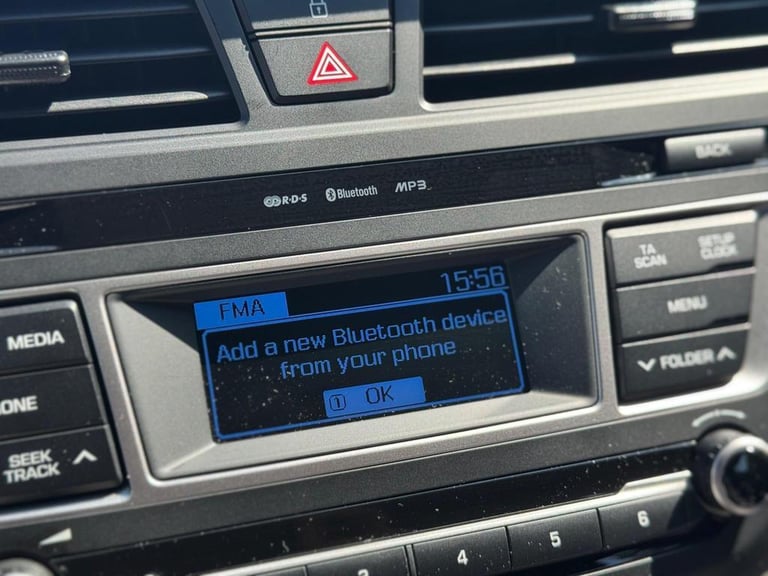 R·D·S
Bluetooth
MP3
BACK
15:56
FMA
Add a new Bluetooth device
from your phone
1 OK
MEDIA
ONE
SEEK
TRACK
TA
SCAN
SETUP
CLOCK
MENU
FOLDER
4
5
6